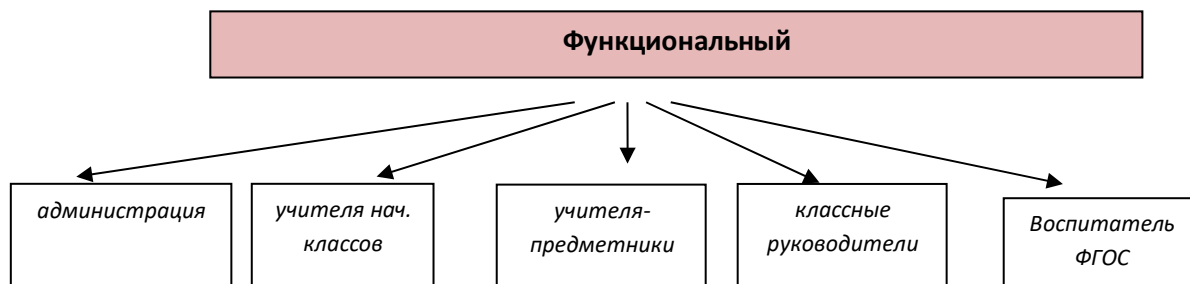 Функциональный
администрация
учителя нач.
классов
учителя-
предметники
классные
руководители
Воспитатель
ФГОС